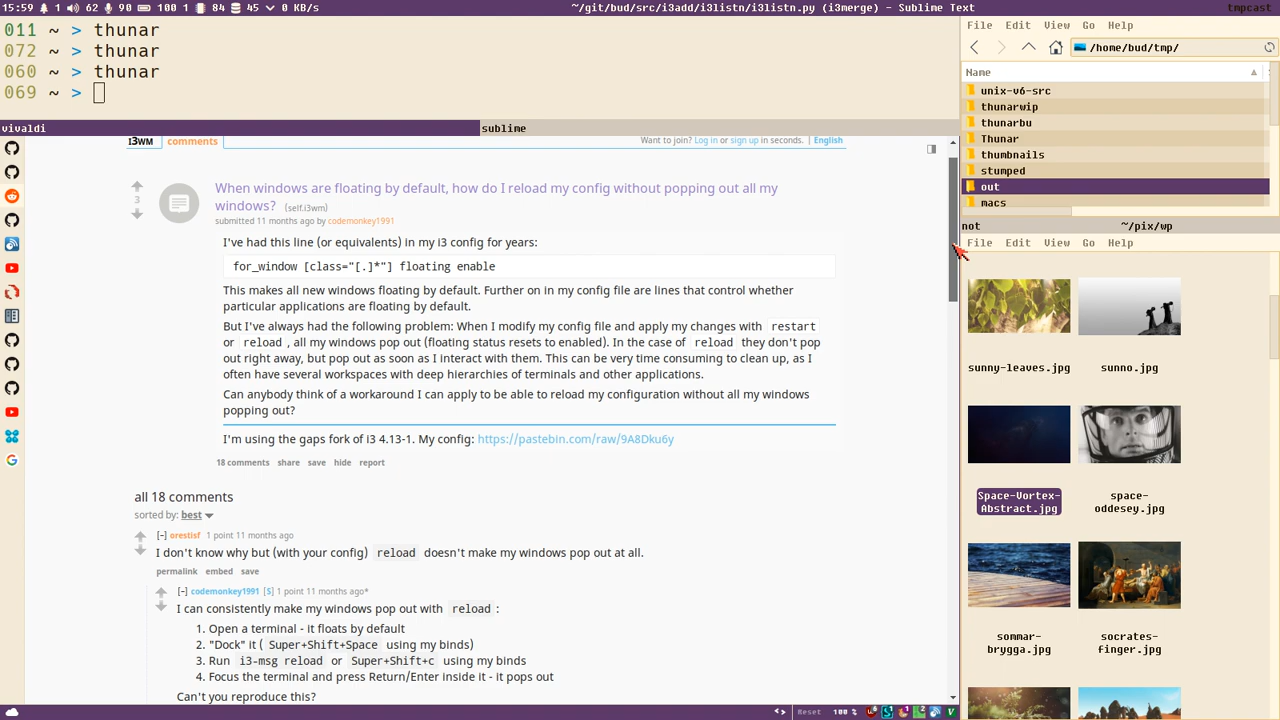 15:59 1 62 90 100 1 84 45 0 KB/s ~/git/bud/src/i3add/i3listn/i3listn.py (i3merge) - Sublime Text tmpcast
011 ~ > thunar
072 ~ > thunar
060 ~ > thunar
069 ~ >
vivaldi sublime
I3WM comments Want to join? Log in or sign up in seconds. | English
When windows are floating by default, how do I reload my config without popping out all my
windows? (self.i3wm)
3
submitted 11 months ago by codemonkey1991
I've had this line (or equivalents) in my i3 config for years:
for_window [class="[.]*"] floating enable
This makes all new windows floating by default. Further on in my config file are lines that control whether
particular applications are floating by default.
But I've always had the following problem: When I modify my config file and apply my changes with restart
or reload , all my windows pop out (floating status resets to enabled). In the case of reload they don't pop
out right away, but pop out as soon as I interact with them. This can be very time consuming to clean up, as I
often have several workspaces with deep hierarchies of terminals and other applications.
Can anybody think of a workaround I can apply to be able to reload my configuration without all my windows
popping out?
I'm using the gaps fork of i3 4.13-1. My config: https://pastebin.com/raw/9A8Dku6y
18 comments share save hide report
all 18 comments
sorted by: best
[–] orestisf 1 point 11 months ago
I don't know why but (with your config) reload doesn't make my windows pop out at all.
permalink embed save
[–] codemonkey1991 [S] 1 point 11 months ago*
I can consistently make my windows pop out with reload :
1. Open a terminal - it floats by default
2. "Dock" it ( Super+Shift+Space using my binds)
3. Run i3-msg reload or Super+Shift+c using my binds
4. Focus the terminal and press Return/Enter inside it - it pops out
Can't you reproduce this?
Reset 100 %
File Edit View Go Help
/home/bud/tmp/
Name
unix-v6-src
thunarwip
thunarbu
Thunar
thumbnails
stumped
out
macs
not ~/pix/wp
File Edit View Go Help
sunny-leaves.jpg sunno.jpg
Space-Vortex-
Abstract.jpg
space-
oddesey.jpg
sommar-
brygga.jpg
socrates-
finger.jpg